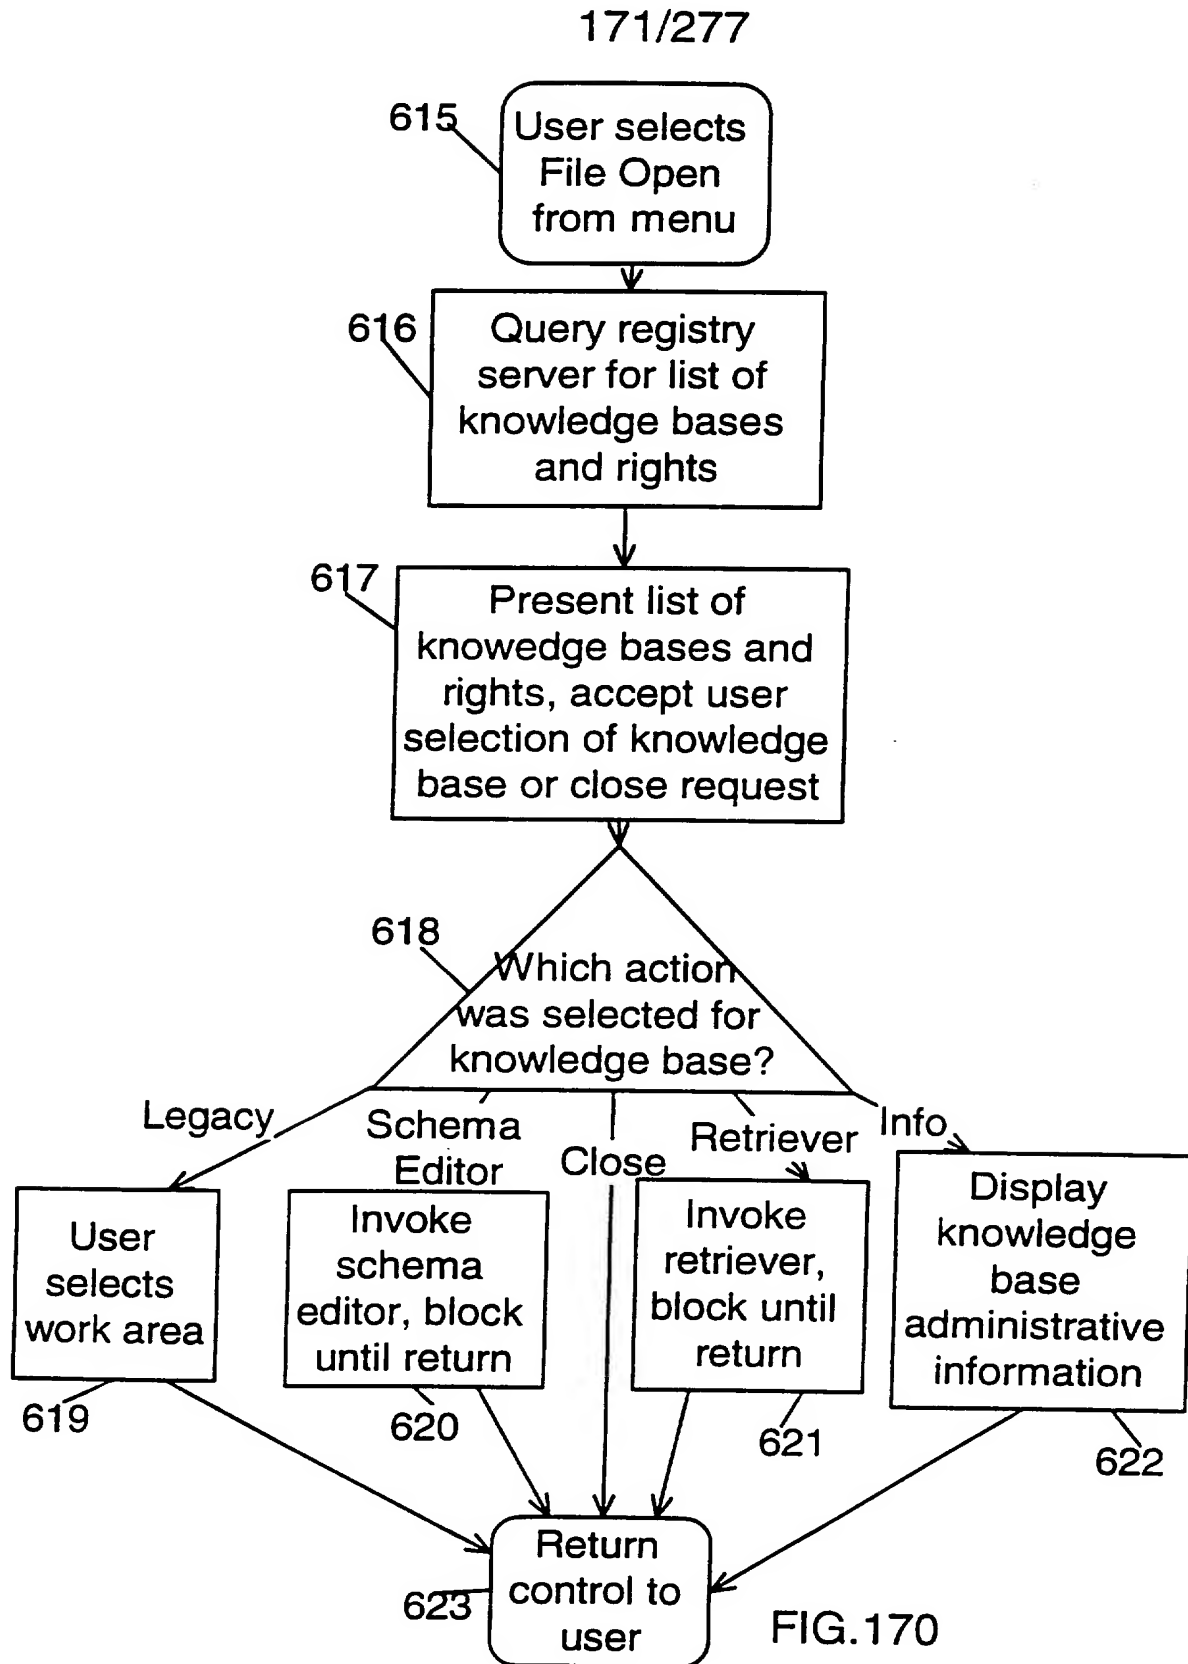 171/277
615
User selects
File Open
from menu
616
Query registry
server for list of
knowledge bases
and rights
617
Present list of
knowedge bases and
rights, accept user
selection of knowledge
base or close request
618
Which action
was selected for
knowledge base?
Legacy
Schema
Editor
Close
Retriever
Info
User
selects
work area
619
Invoke
schema
editor, block
until return
620
Invoke
retriever,
block until
return
621
Display
knowledge
base
administrative
information
622
Return
control to
user
623
FIG.170